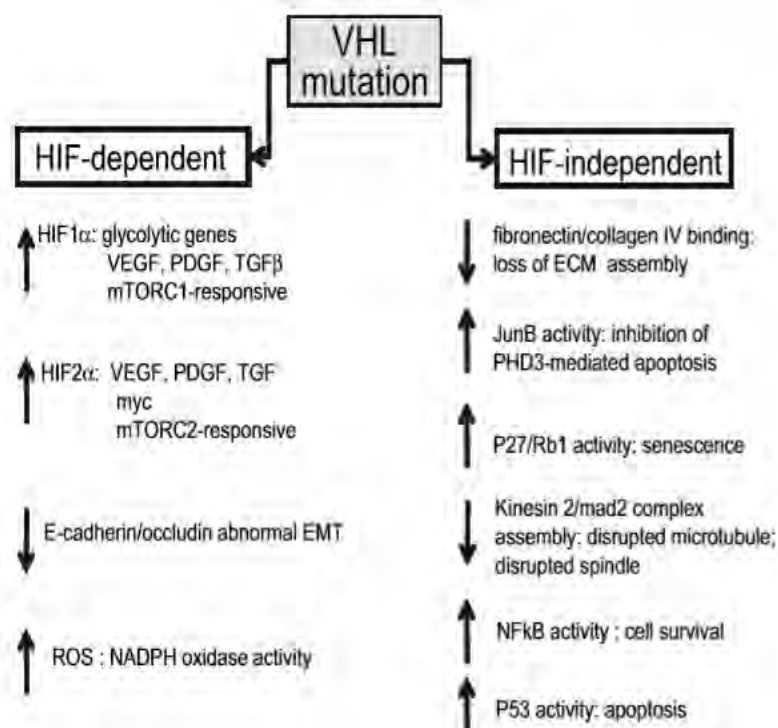 VHL
mutation
HIF-dependent
HIF1α: glycolytic genes
VEGF, PDGF, TGFβ
mTORC1-responsive
HIF2α: VEGF, PDGF, TGF
myc
mTORC2-responsive
E-cadherin/occludin abnormal EMT
ROS : NADPH oxidase activity
HIF-independent
fibronectin/collagen IV binding:
loss of ECM assembly
JunB activity: inhibition of
PHD3-mediated apoptosis
P27/Rb1 activity: senescence
Kinesin 2/mad2 complex
assembly: disrupted microtubule;
disrupted spindle
NFkB activity : cell survival
P53 activity: apoptosis